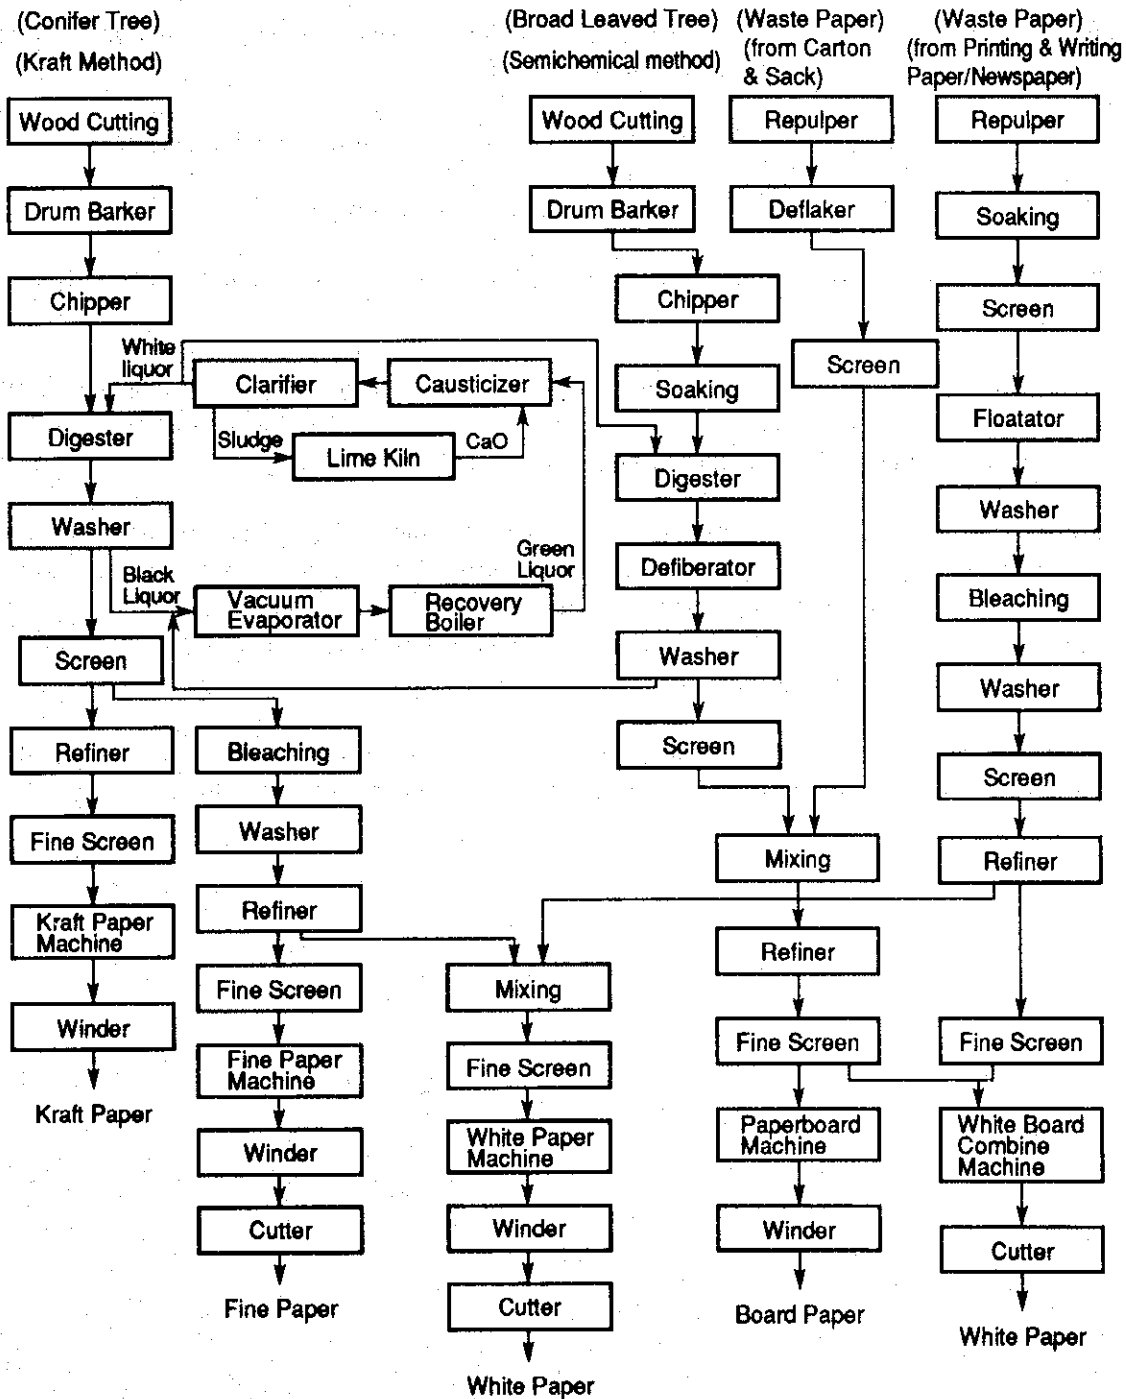 (Conifer Tree)
(Kraft Method)
(Broad Leaved Tree)
(Semichemical method)
(Waste Paper)
(from Carton
& Sack)
(Waste Paper)
(from Printing & Writing
Paper/Newspaper)
Wood Cutting
Drum Barker
Chipper
White
liquor
Clarifier
Causticizer
Sludge
Lime Kiln
CaO
Digester
Washer
Black
Liquor
Vacuum
Evaporator
Recovery
Boiler
Green
Liquor
Screen
Refiner
Fine Screen
Kraft Paper
Machine
Winder
Kraft Paper
Bleaching
Washer
Refiner
Fine Screen
Fine Paper
Machine
Winder
Cutter
Fine Paper
Mixing
Fine Screen
White Paper
Machine
Winder
Cutter
White Paper
Wood Cutting
Drum Barker
Chipper
Soaking
Digester
Defiberator
Washer
Screen
Repulper
Deflaker
Screen
Mixing
Refiner
Fine Screen
Paperboard
Machine
Winder
Board Paper
Repulper
Soaking
Screen
Floatator
Washer
Bleaching
Washer
Screen
Refiner
Fine Screen
White Board
Combine
Machine
Cutter
White Paper